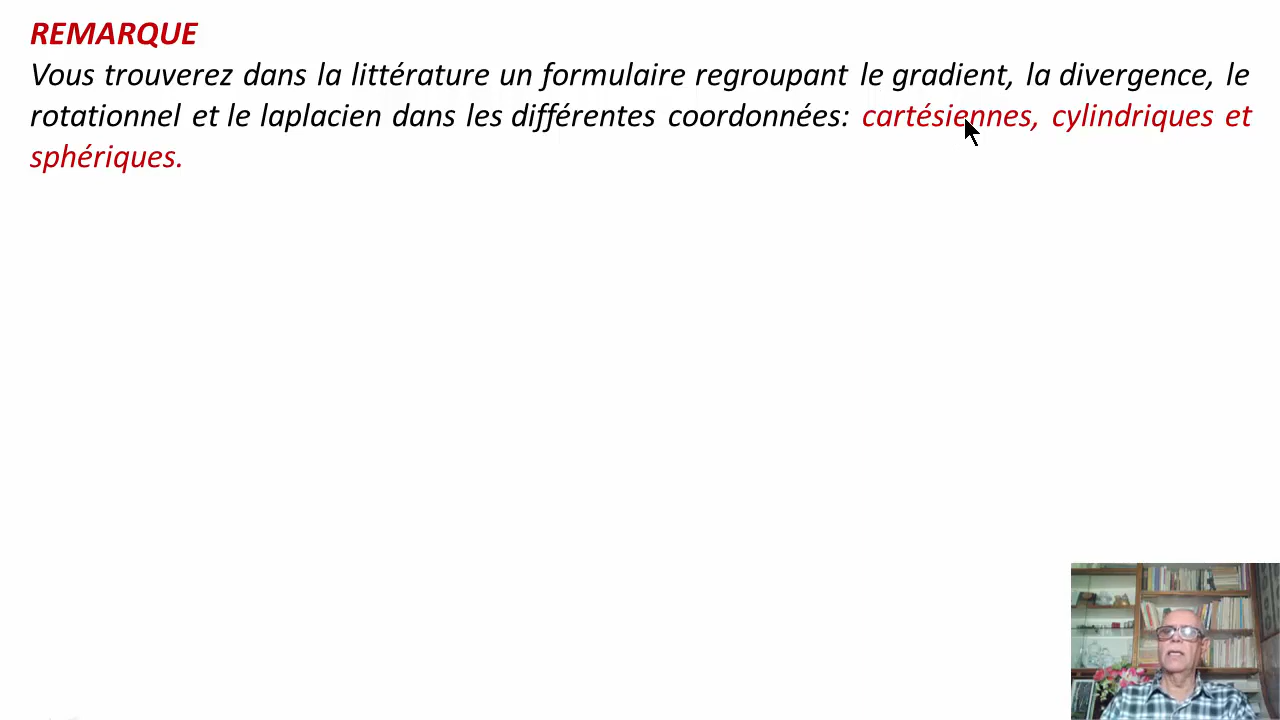 REMARQUE
Vous trouverez dans la littérature un formulaire regroupant le gradient, la divergence, le
rotationnel et le laplacien dans les différentes coordonnées: cartésiennes, cylindriques et
sphériques.